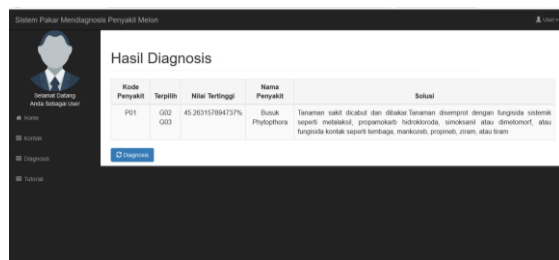 Sistem Pakar Mendiagnosis Penyakit Melon
User
Selamat Datang
Anda Sebagai User
Home
Kontak
Diagnosis
Tutorial
Hasil Diagnosis
Kode Penyakit Terpilih Nilai Tertinggi Nama Penyakit Solusi
P01 G02 G03 45.26315789473​7% Busuk Phytopthora
Tanaman sakit dicabut dan dibakar.Tanaman disemprot dengan fungisida sistemik
seperti metalaksil, propamokarb hidrokloroda, simoksanil atau dimetomorf, atau
fungisida kontak seperti tembaga, mankozeb, propineb, ziram, atau tiram
Diagnosis